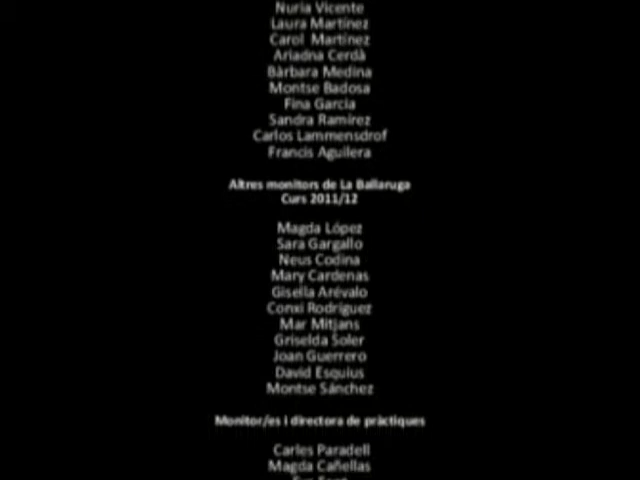 Nuria Vicente
Laura Martínez
Carol Martínez
Ariadna Cerdà
Bàrbara Medina
Montse Badosa
Fina Garcia
Sandra Ramírez
Carlos Lammensdrof
Francis Aguilera
Altres monitors de La Ballaruga
Curs 2011/12
Magda López
Sara Gargallo
Neus Codina
Mary Cardenas
Gisella Arévalo
Conxi Rodríguez
Mar Mitjans
Griselda Soler
Joan Guerrero
David Esquius
Montse Sánchez
Monitor/es i directora de pràctiques
Carles Paradell
Magda Cañellas